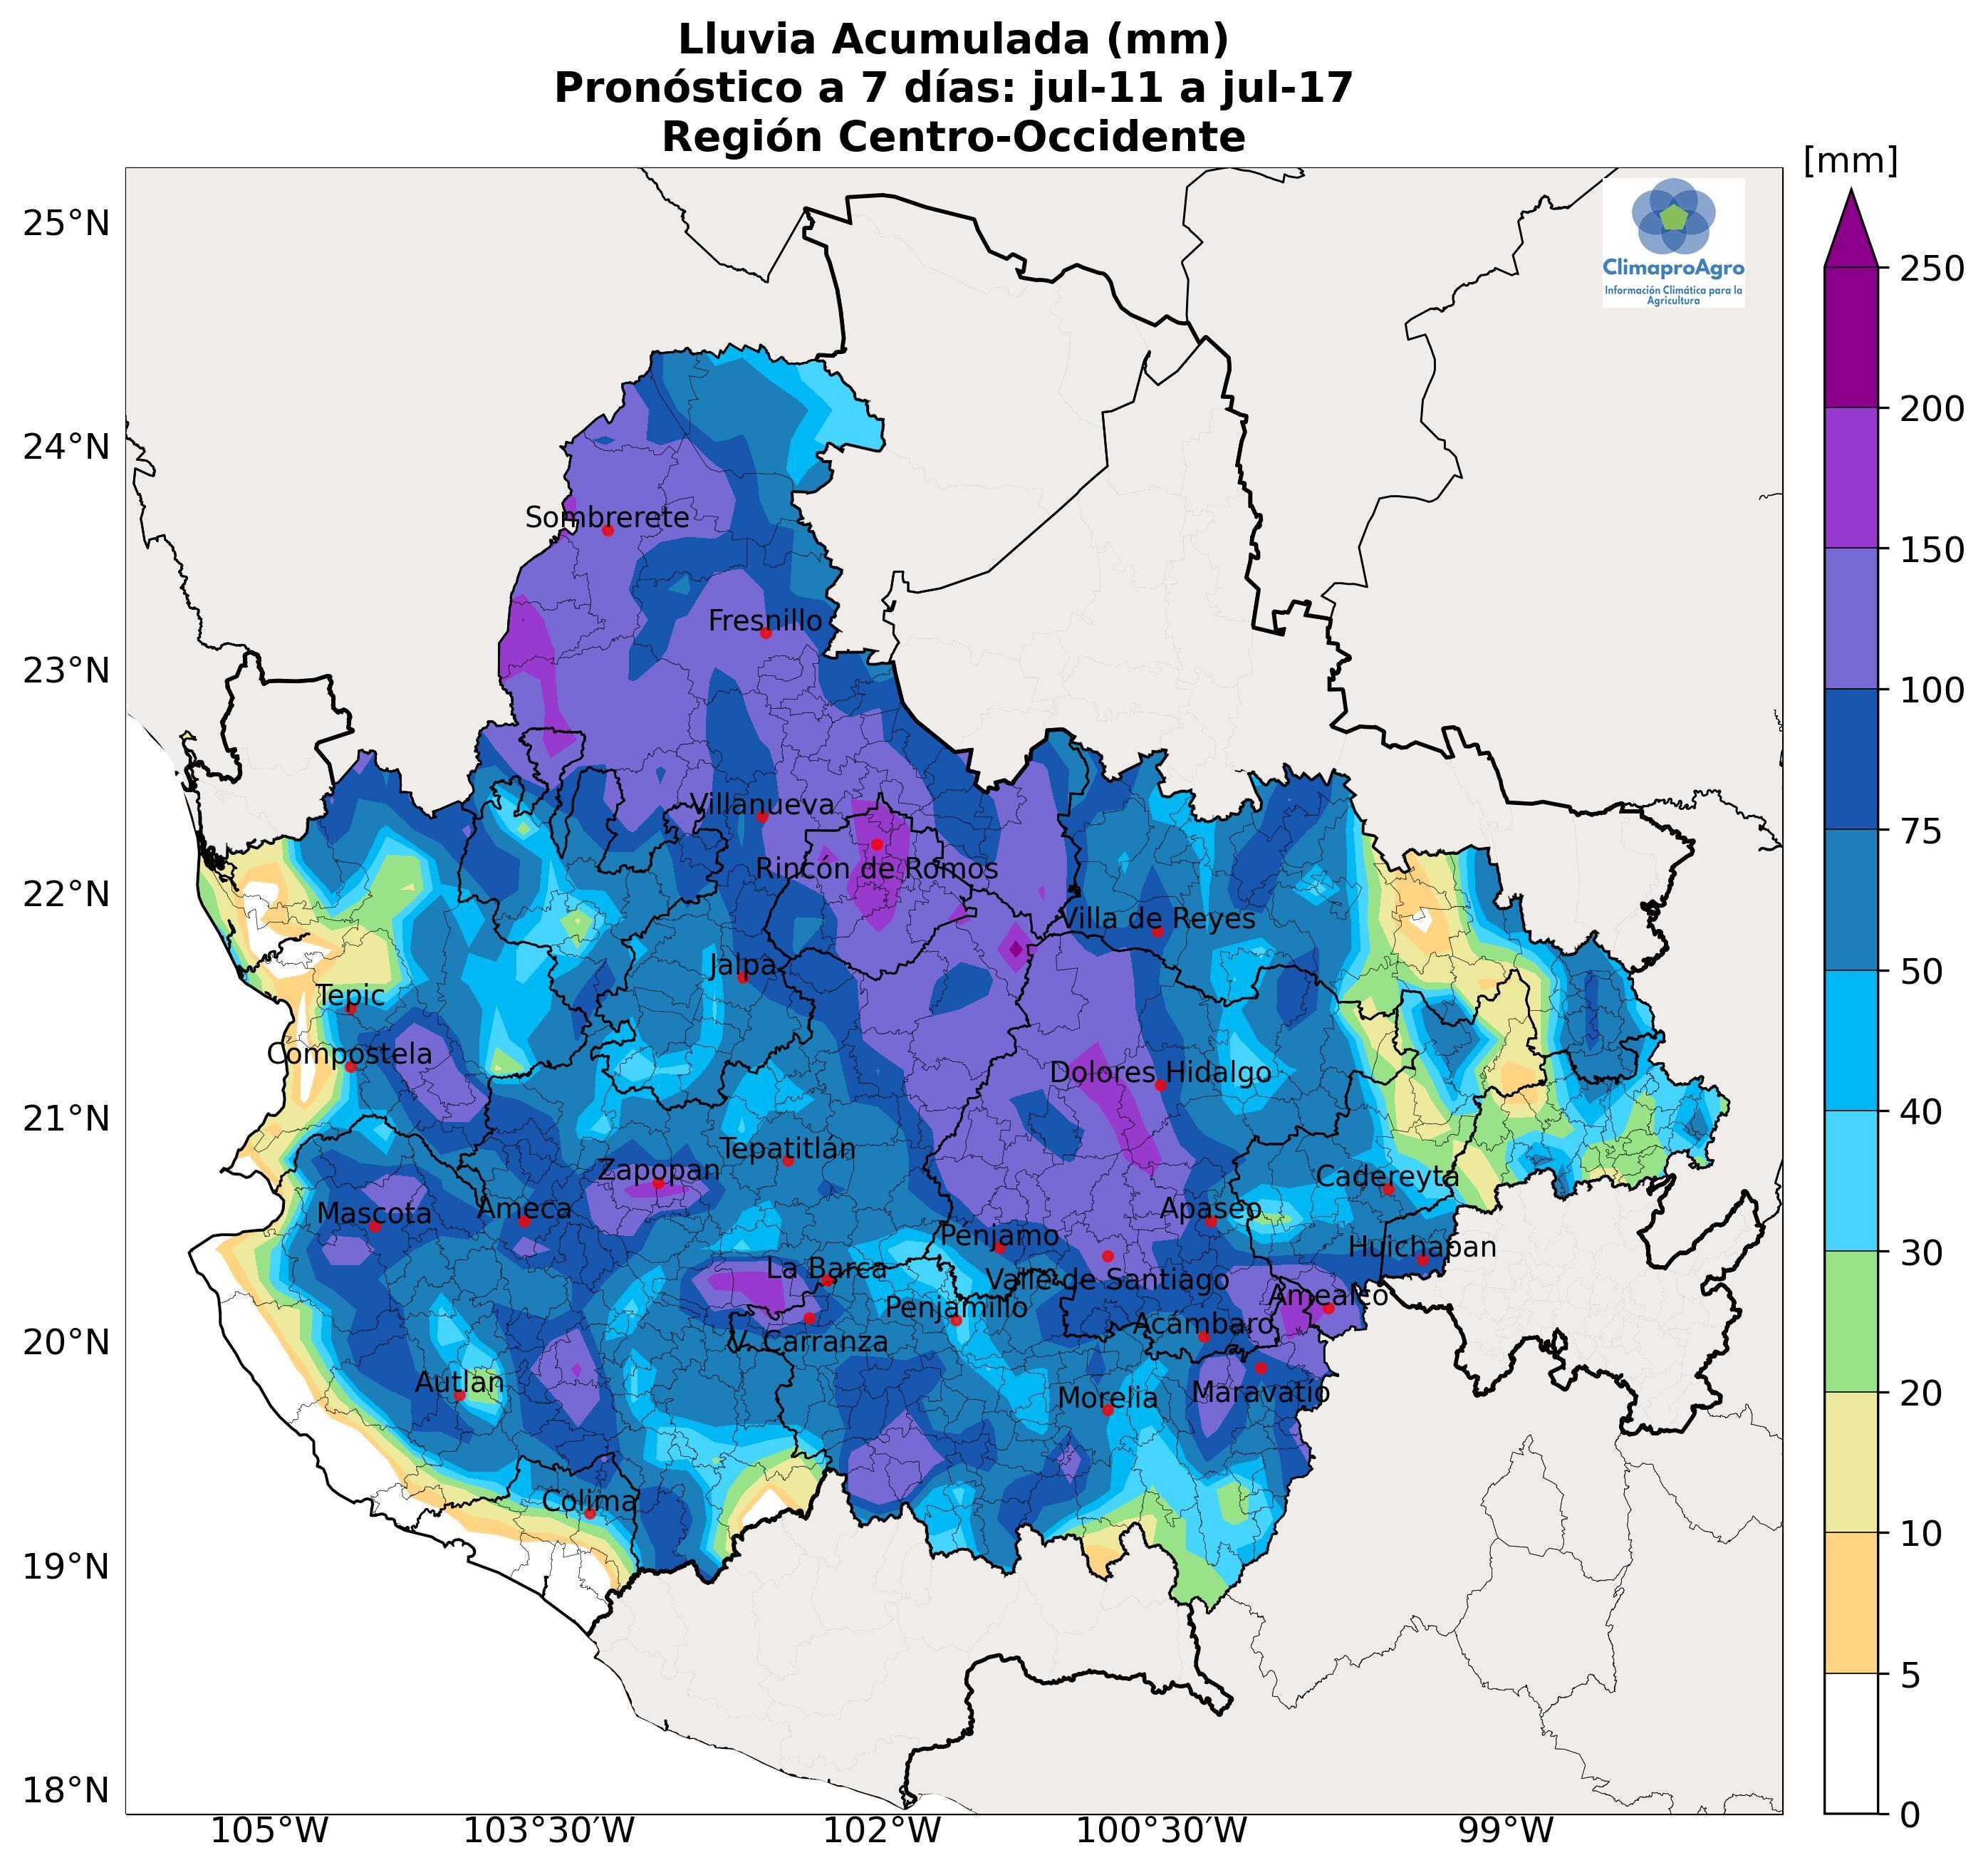 Lluvia Acumulada (mm)
Pronóstico a 7 días: jul-11 a jul-17
Región Centro-Occidente
[mm]
ClimaproAgro
Información Climática para la
Agricultura
25°N
24°N
23°N
22°N
21°N
20°N
19°N
18°N
Sombrerete
Fresnillo
Villanueva
Rincón de Romos
Villa de Reyes
Jalpa
Tepic
Compostela
Dolores Hidalgo
Tepatitlán
Zapopan
Cadereyta
Mascota
Ameca
Apaseo
Pénjamo
Huichapan
La Barca
Valle de Santiago
Amealco
Penjamillo
Acámbaro
V. Carranza
Autlán
Morelia
Maravatío
Colima
105°W
103°30'W
102°W
100°30'W
99°W
250
200
150
100
75
50
40
30
20
10
5
0